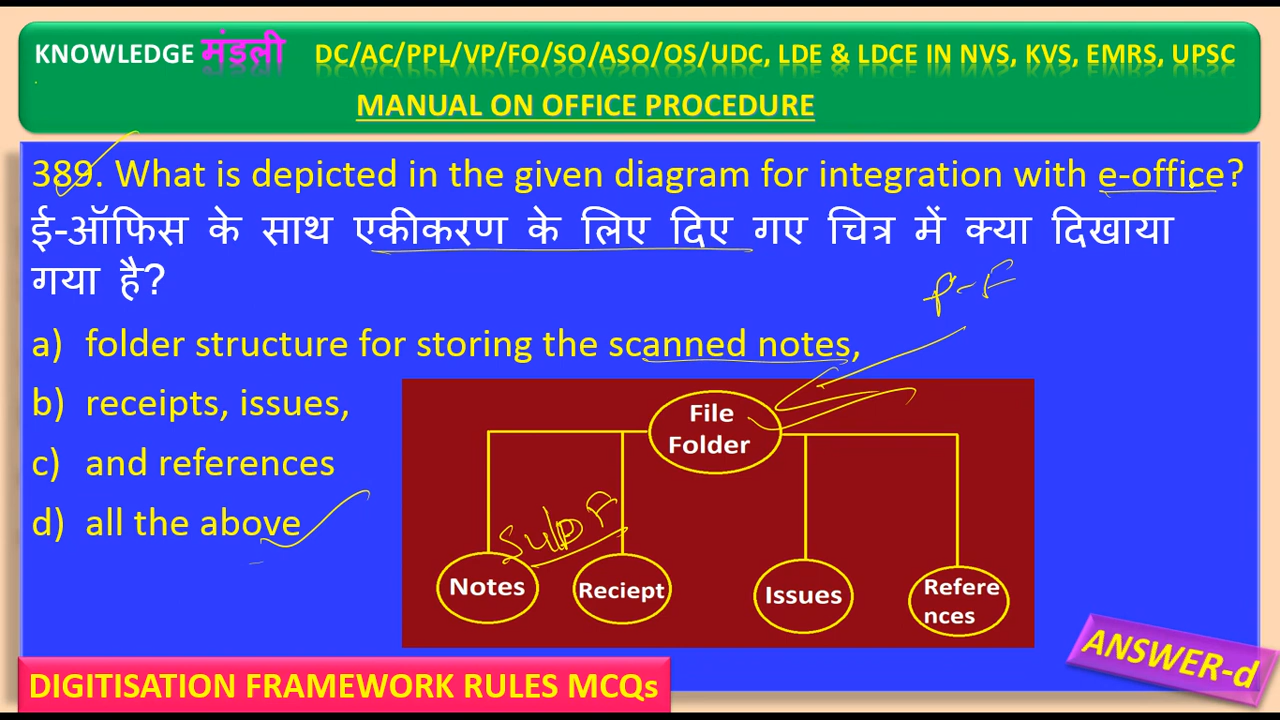 KNOWLEDGE मंडली DC/AC/PPL/VP/FO/SO/ASO/OS/UDC, LDE & LDCE IN NVS, KVS, EMRS, UPSC
MANUAL ON OFFICE PROCEDURE
389. What is depicted in the given diagram for integration with e-office?
ई-ऑफिस के साथ एकीकरण के लिए दिए गए चित्र में क्या दिखाया
गया है?
P-F
a) folder structure for storing the scanned notes,
b) receipts, issues,
c) and references
d) all the above
File
Folder
Sub F
Notes
Reciept
Issues
Refere
nces
ANSWER-d
DIGITISATION FRAMEWORK RULES MCQs